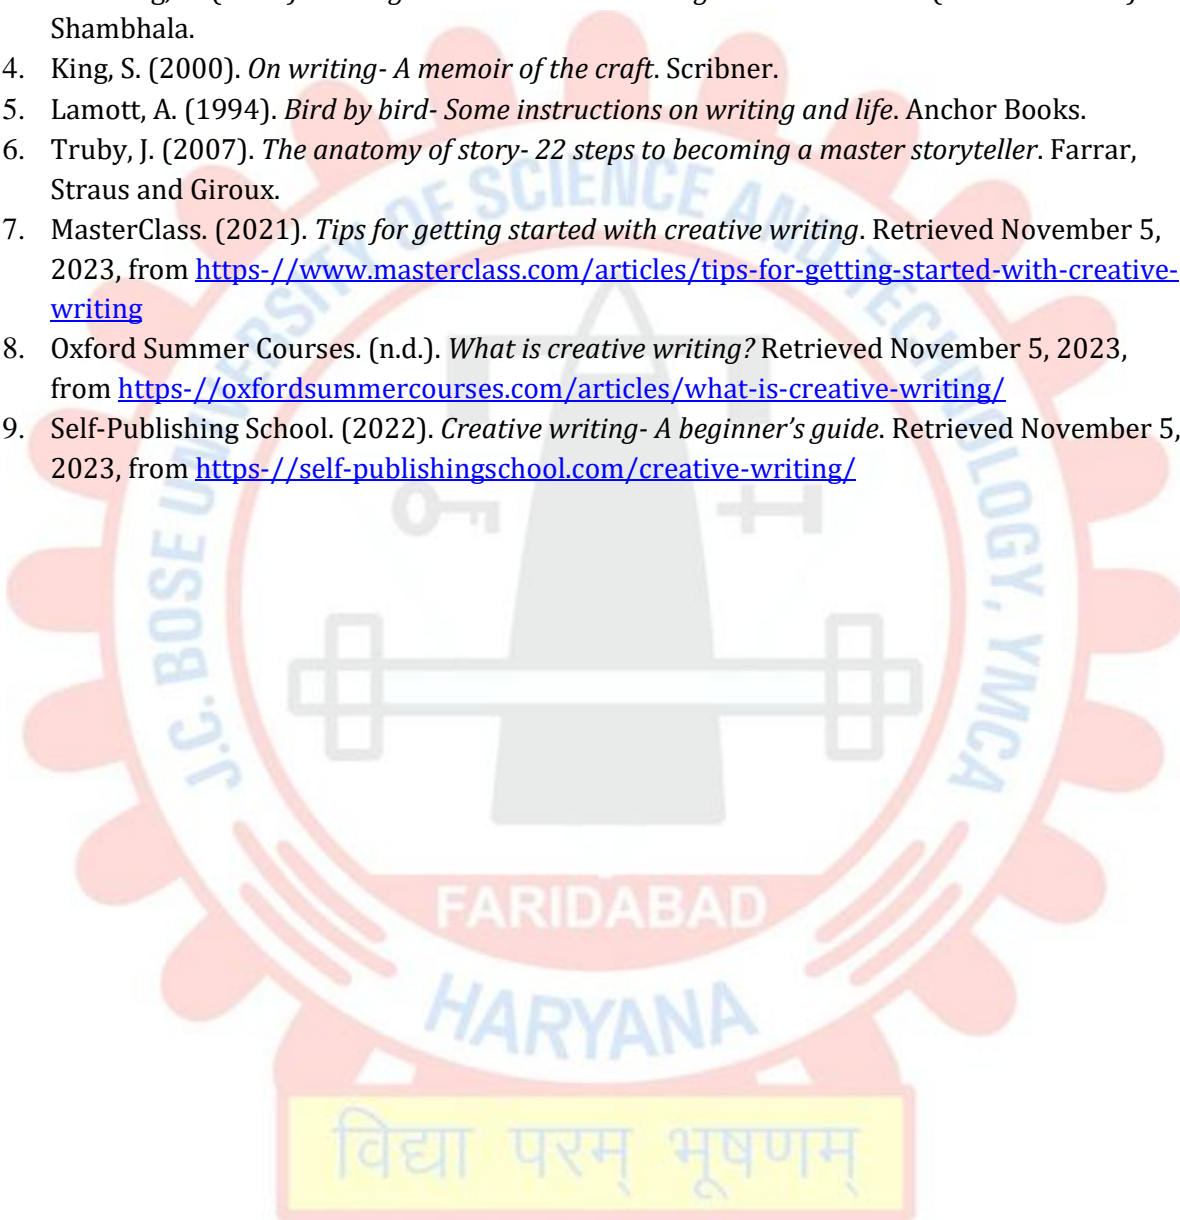 Shambhala.
4. King, S. (2000). On writing- A memoir of the craft. Scribner.
5. Lamott, A. (1994). Bird by bird- Some instructions on writing and life. Anchor Books.
6. Truby, J. (2007). The anatomy of story- 22 steps to becoming a master storyteller. Farrar,
Straus and Giroux.
7. MasterClass. (2021). Tips for getting started with creative writing. Retrieved November 5,
2023, from https-//www.masterclass.com/articles/tips-for-getting-started-with-creative-
writing
8. Oxford Summer Courses. (n.d.). What is creative writing? Retrieved November 5, 2023,
from https-//oxfordsummercourses.com/articles/what-is-creative-writing/
9. Self-Publishing School. (2022). Creative writing- A beginner’s guide. Retrieved November 5,
2023, from https-//self-publishingschool.com/creative-writing/
J.C. BOSE UNIVERSITY OF SCIENCE AND TECHNOLOGY, YMCA
FARIDABAD
HARYANA
विद्या परम् भूषणम्